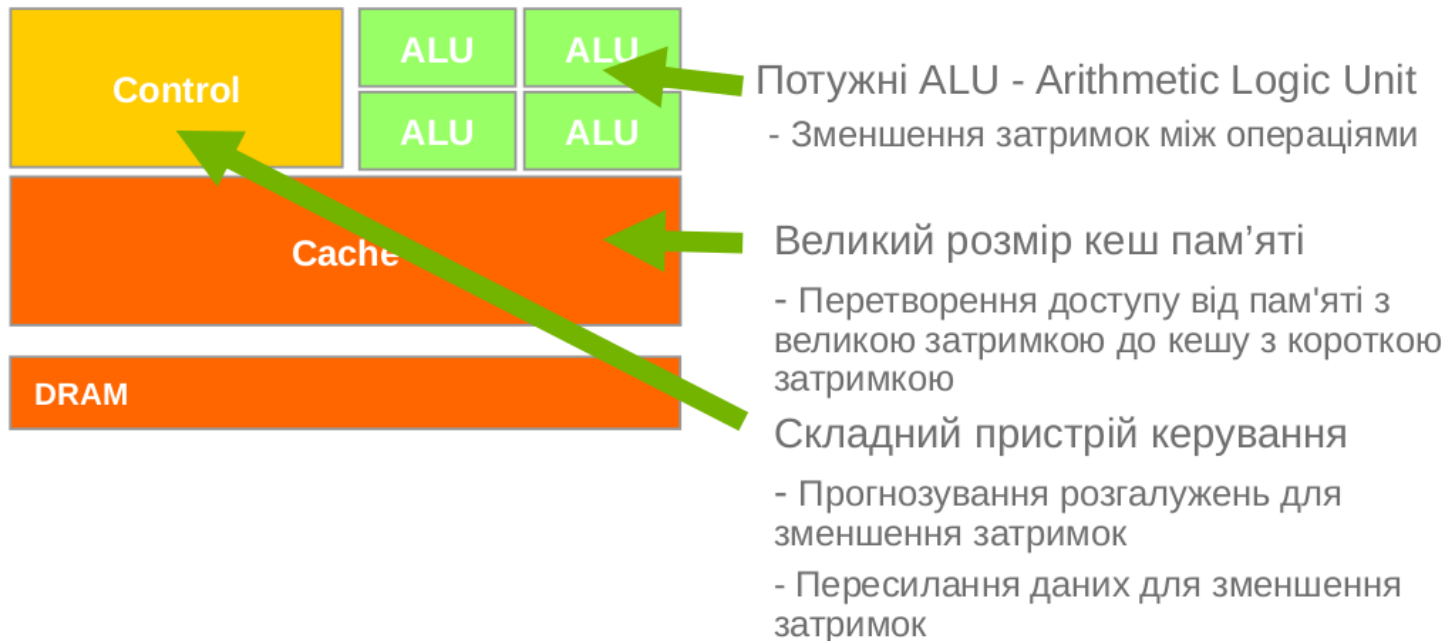 Control
ALU
ALU
ALU
ALU
Cache
DRAM
Потужні ALU - Arithmetic Logic Unit
- Зменшення затримок між операціями
Великий розмір кеш пам’яті
- Перетворення доступу від пам'яті з
великою затримкою до кешу з короткою
затримкою
Складний пристрій керування
- Прогнозування розгалужень для
зменшення затримок
- Пересилання даних для зменшення
затримок